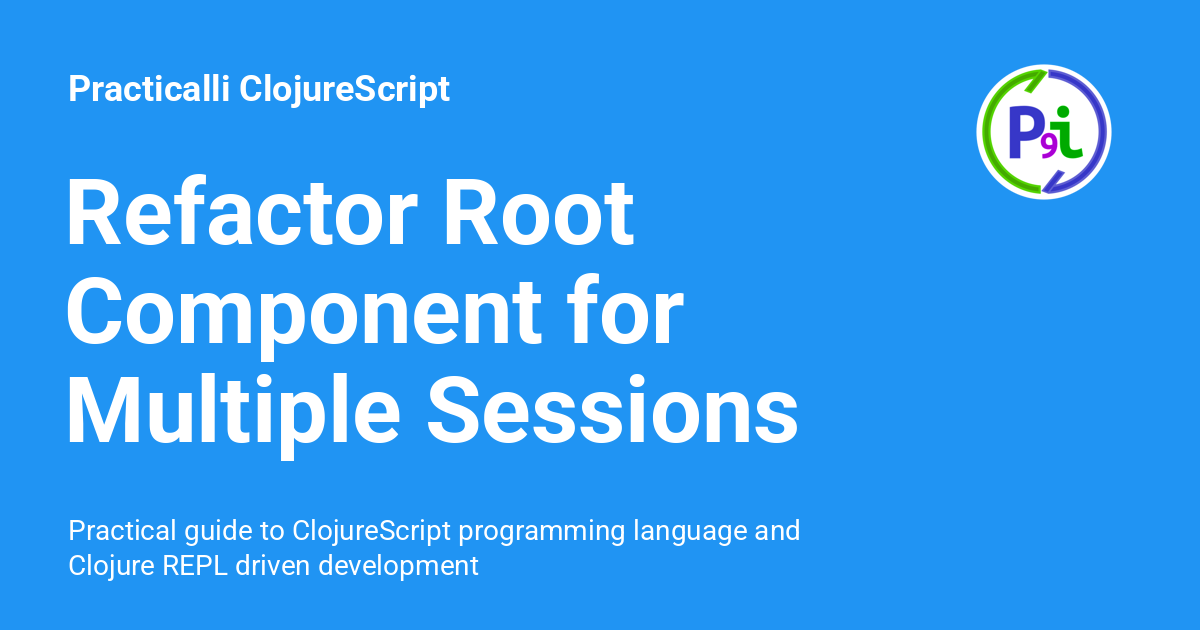 Practicalli ClojureScript
P9i
Refactor Root
Component for
Multiple Sessions
Practical guide to ClojureScript programming language and
Clojure REPL driven development